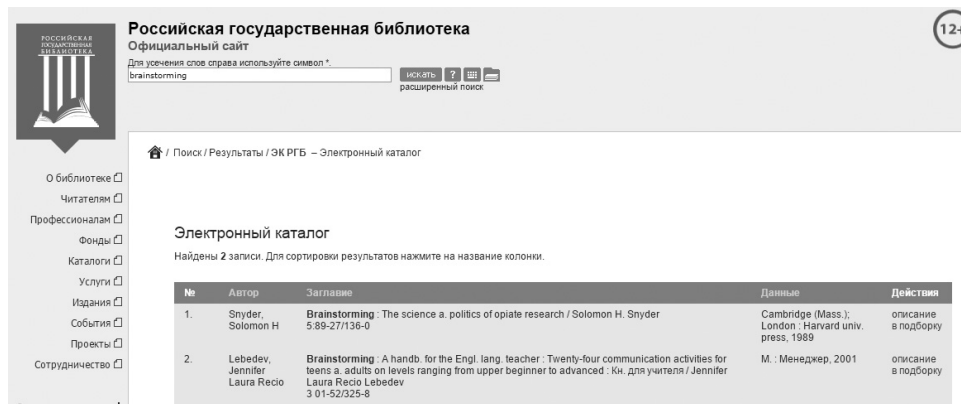 РОССИЙСКАЯ
ГОСУДАРСТВЕННАЯ
БИБЛИОТЕКА
Российская государственная библиотека
Официальный сайт
Для усечения слов справа используйте символ *.
brainstorming
искать ?
расширенный поиск
12+
/ Поиск / Результаты / ЭК РГБ – Электронный каталог
О библиотеке
Читателям
Профессионалам
Фонды
Каталоги
Услуги
Издания
События
Проекты
Сотрудничество
Электронный каталог
Найдены 2 записи. Для сортировки результатов нажмите на название колонки.
№ Автор Заглавие Данные Действия
1. Snyder, Solomon H
Brainstorming : The science a. politics of opiate research / Solomon H. Snyder
5:89-27/136-0
Cambridge (Mass.);
London : Harvard univ.
press, 1989
описание
в подборку
2. Lebedev,
Jennifer
Laura Recio
Brainstorming : A handb. for the Engl. lang. teacher : Twenty-four communication activities for
teens a. adults on levels ranging from upper beginner to advanced : Кн. для учителя / Jennifer
Laura Recio Lebedev
3 01-52/325-8
М. : Менеджер, 2001
описание
в подборку